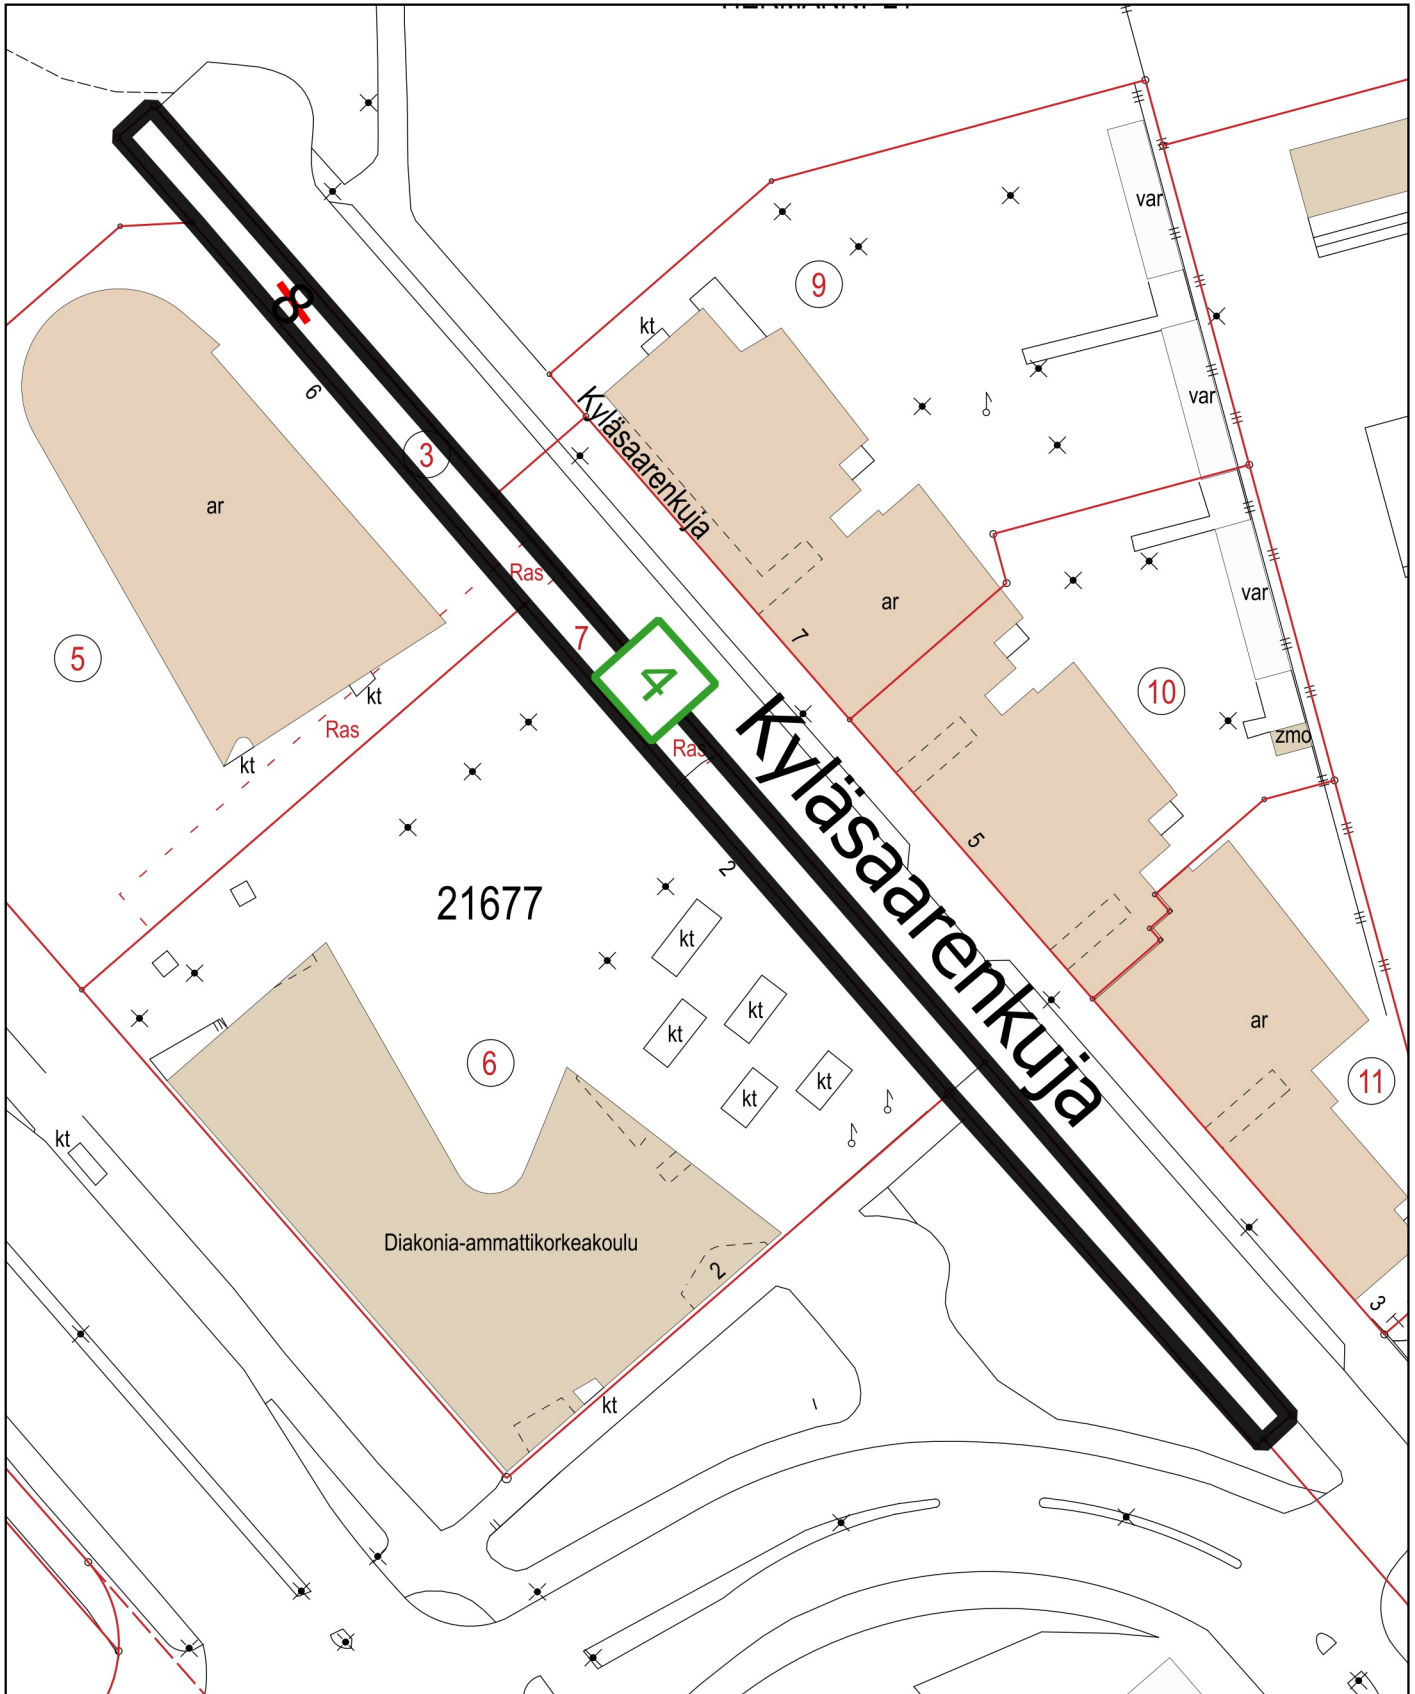 HERMANNI 21
var
9
8
kt
6
var
Kyläsaarenkuja
3
ar
Ras
var
ar
7
7
5
4
10
kt
Ras
Ras
zmo
kt
Kyläsaarenkuja
5
2
21677
kt
kt
ar
kt
6
11
kt
kt
kt
Diakonia-ammattikorkeakoulu
2
3
kt